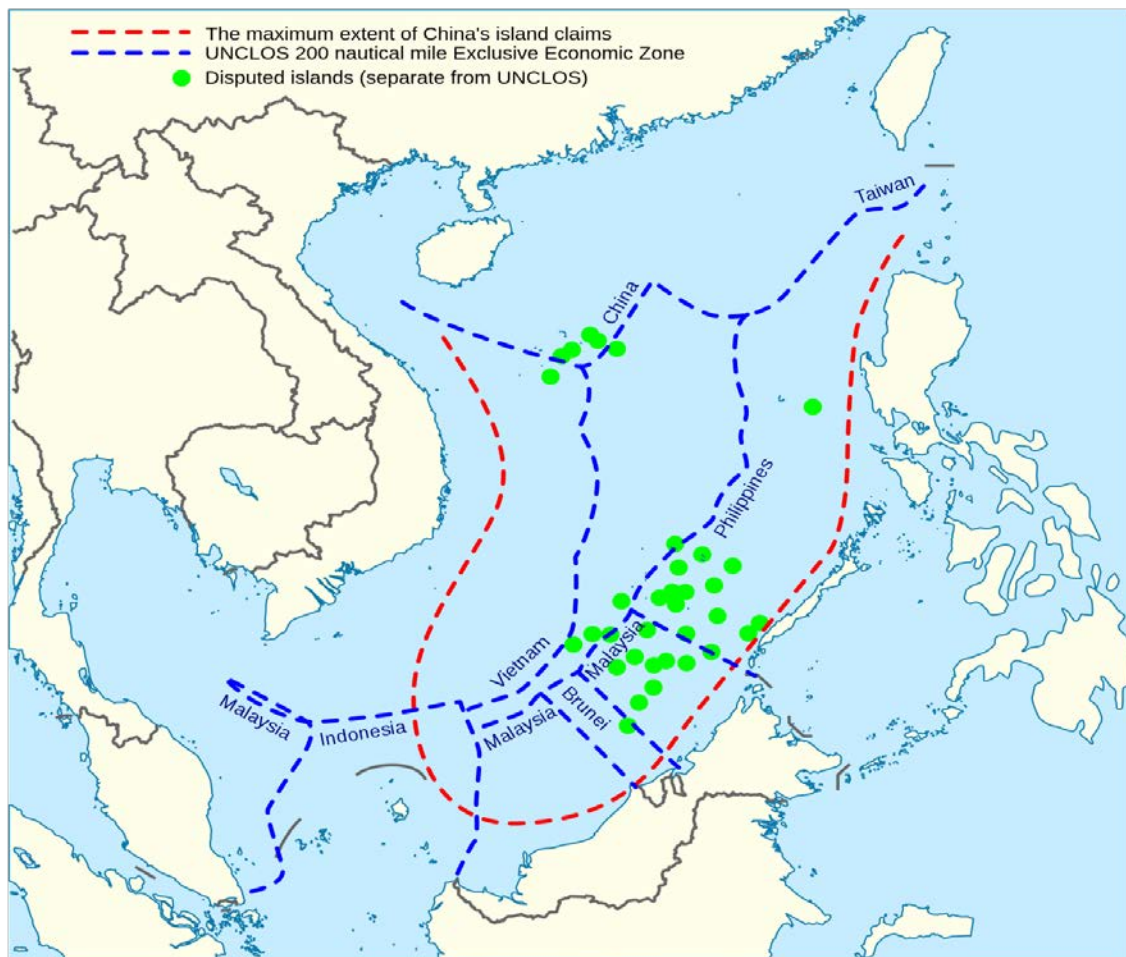 The maximum extent of China's island claims
UNCLOS 200 nautical mile Exclusive Economic Zone
Disputed islands (separate from UNCLOS)
Taiwan
China
Philippines
Vietnam
Malaysia
Malaysia
Indonesia
Malaysia
Brunei